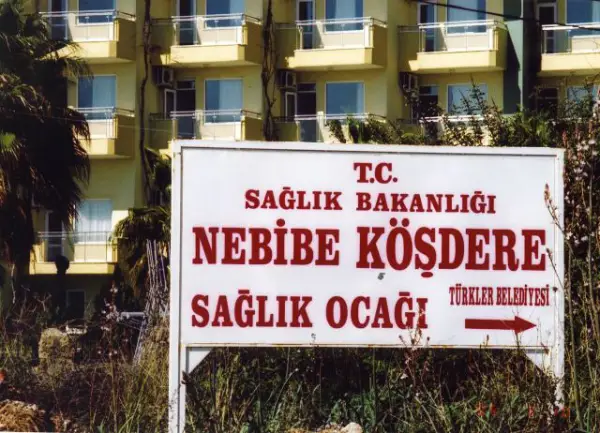 T.C.
SAĞLIK BAKANLIĞI
NEBİBE KÖŞDERE
SAĞLIK OCAĞI
TÜRKLER BELEDİYESİ